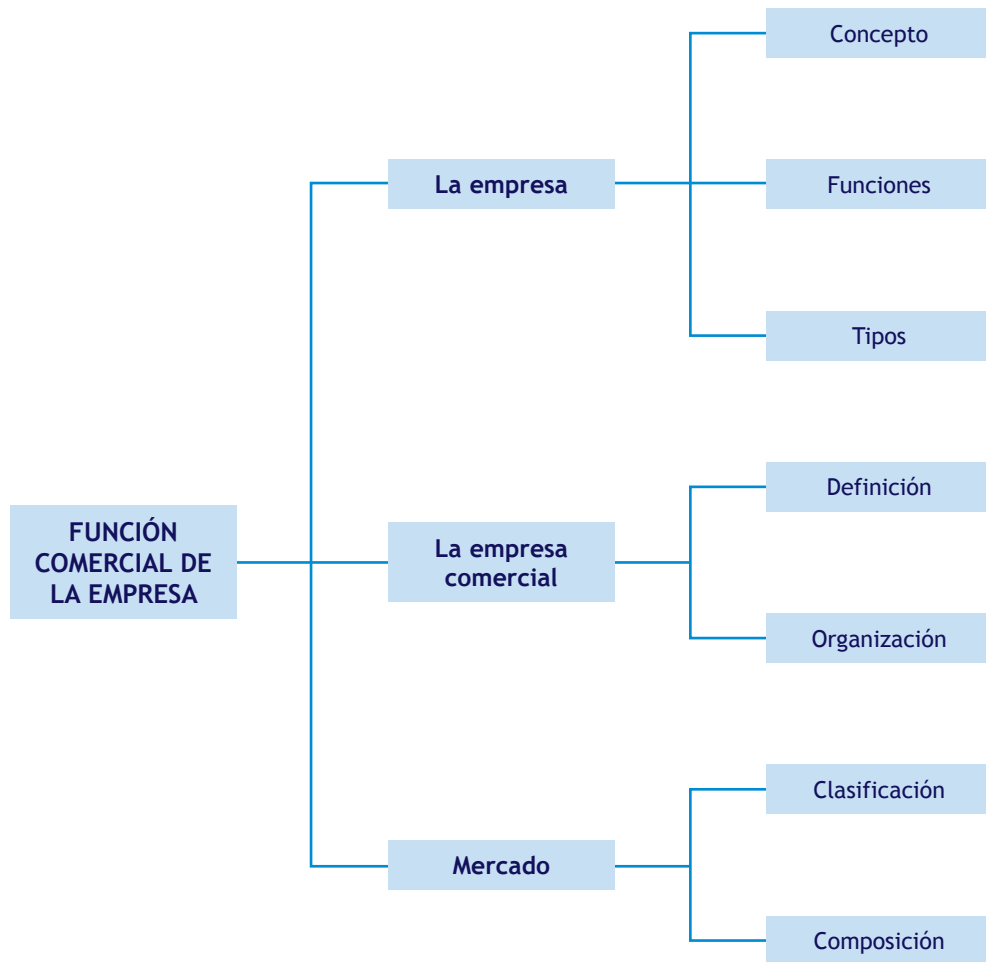 FUNCIÓN
COMERCIAL DE
LA EMPRESA
La empresa
Concepto
Funciones
Tipos
La empresa
comercial
Definición
Organización
Mercado
Clasificación
Composición